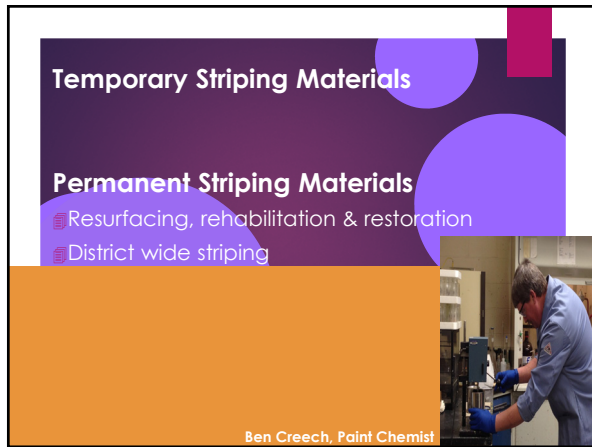 Temporary Striping Materials
Permanent Striping Materials
Resurfacing, rehabilitation & restoration
District wide striping
Ben Creech, Paint Chemist